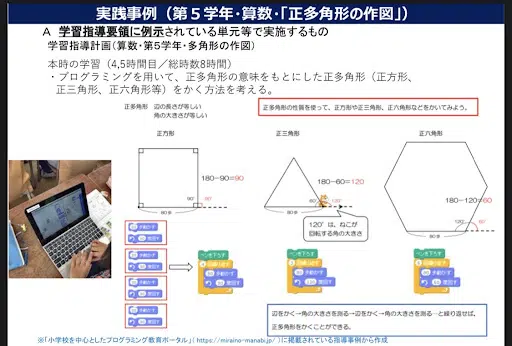 実践事例（第５学年・算数・「正多角形の作図」）
A 学習指導要領に例示されている単元等で実施するもの
学習指導計画（算数・第5学年・多角形の作図）
本時の学習（4,5時間目／総時数8時間）
・プログラミングを用いて、正多角形の意味をもとにした正多角形（正方形、
正三角形、正六角形等）をかく方法を考える。
正多角形 辺の長さが等しい
角の大きさが等しい
正多角形の性質を使って、正方形や正三角形、正六角形などをかいてみよう。
正方形
正三角形
正六角形
180－90＝90
180－60＝120
180－120＝60
90°
60°
120°
120°
60°
60歩
60歩
60歩
120°は、ねこが
回転する角の大きさ
辺をかく→角の大きさを測る→辺をかく→角の大きさを測る…と繰り返せば、
正多角形をかくことができる。
※「小学校を中心としたプログラミング教育ポータル」（ https://miraino-manabi.jp/ ）に掲載されている指導事例から作成